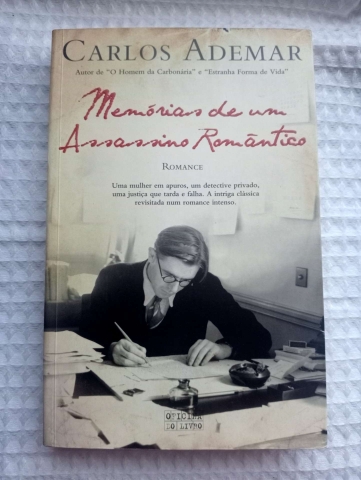 CARLOS ADEMAR
Autor de "O Homem da Carbonária" e "Estranha Forma de Vida"
Memórias de um
Assassino Romântico
ROMANCE
Uma mulher em apuros, um detective privado,
uma justiça que tarda e falha. A intriga clássica
revisitada num romance intenso.
OFICINA
DO LIVRO